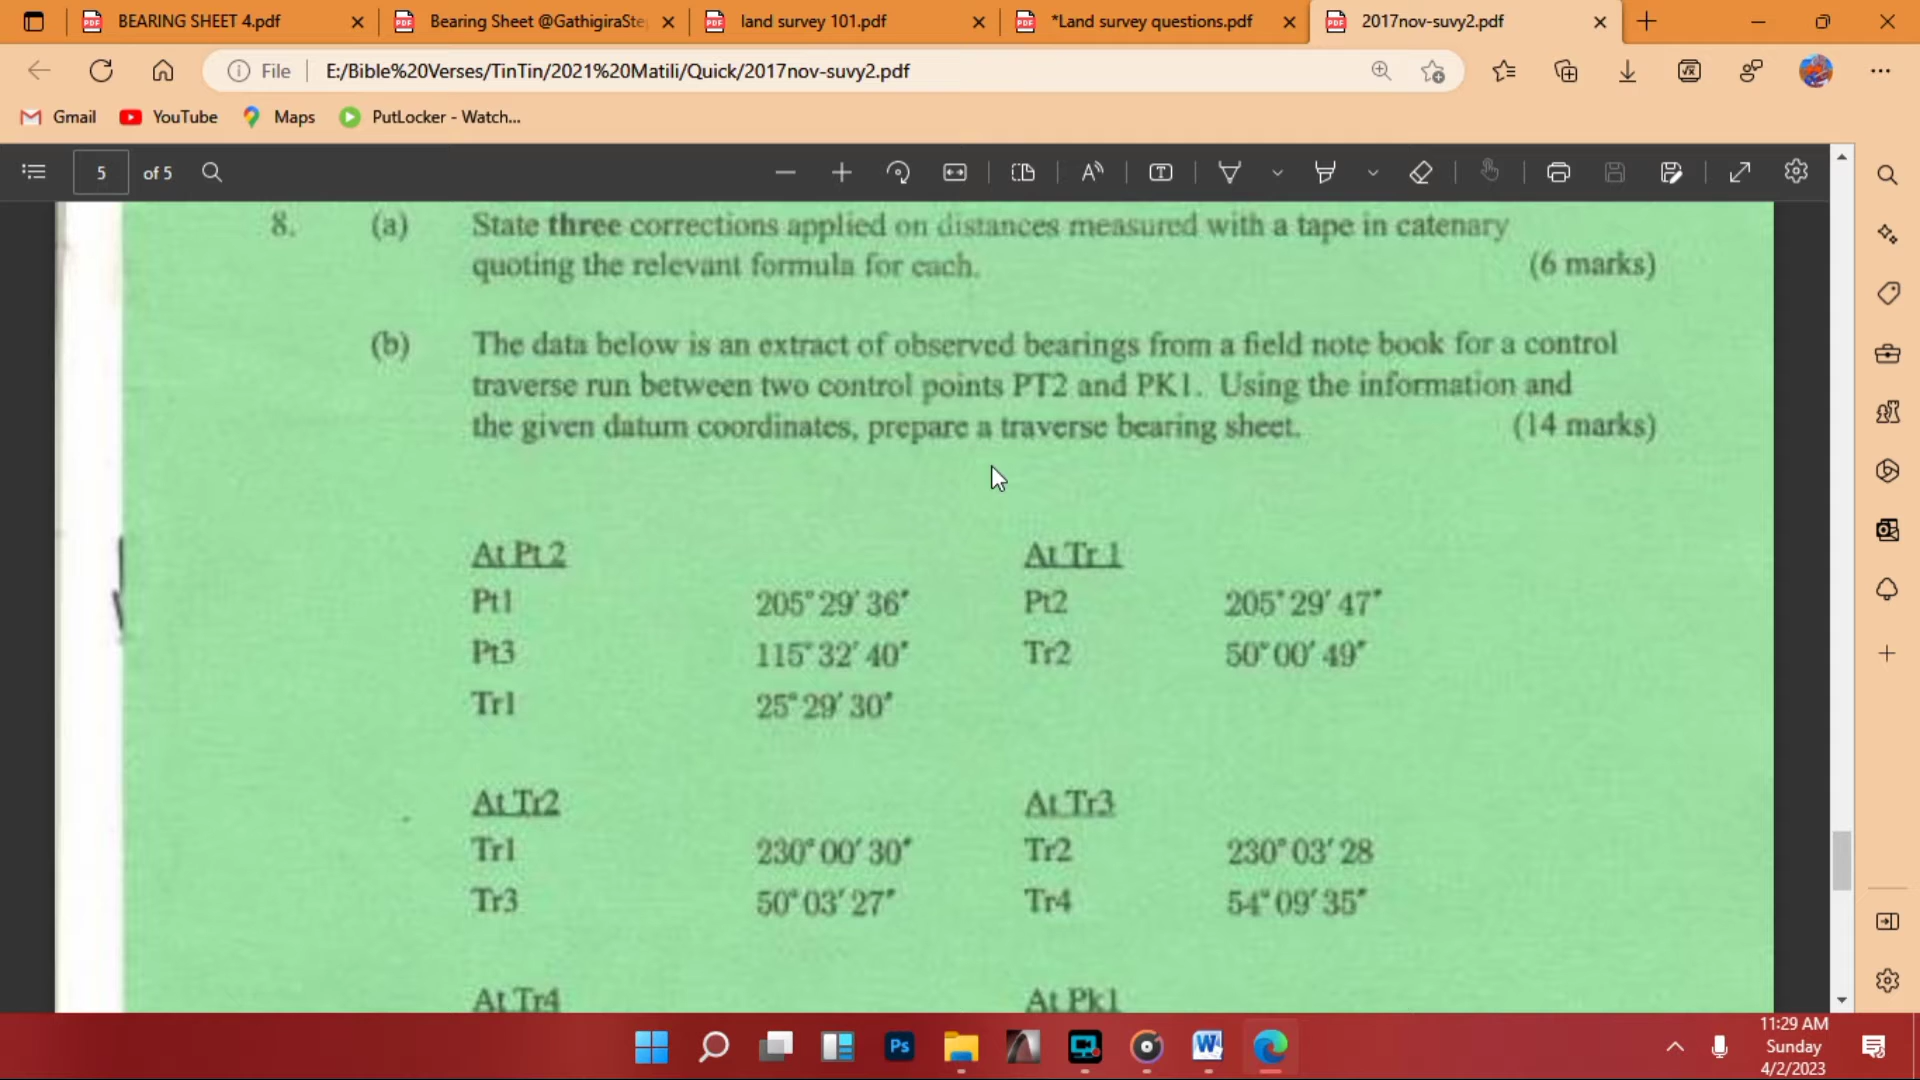 BEARING SHEET 4.pdf
Bearing Sheet @GathigiraSte
land survey 101.pdf
*Land survey questions.pdf
2017nov-suvy2.pdf
File
E:/Bible%20Verses/TinTin/2021%20Matili/Quick/2017nov-suvy2.pdf
Gmail
YouTube
Maps
PutLocker - Watch...
5 of 5
8. (a) State three corrections applied on distances measured with a tape in catenary
quoting the relevant formula for each. (6 marks)
(b) The data below is an extract of observed bearings from a field note book for a control
traverse run between two control points PT2 and PK1. Using the information and
the given datum coordinates, prepare a traverse bearing sheet. (14 marks)
At Pt 2 At Tr 1
Pt1 205° 29' 36" Pt2 205° 29' 47"
Pt3 115° 32' 40" Tr2 50° 00' 49"
Tr1 25° 29' 30"
At Tr2 At Tr3
Tr1 230° 00' 30" Tr2 230° 03' 28
Tr3 50° 03' 27" Tr4 54° 09' 35"
At Tr4 At Pk1
Ps
11:29 AM
Sunday
4/2/2023